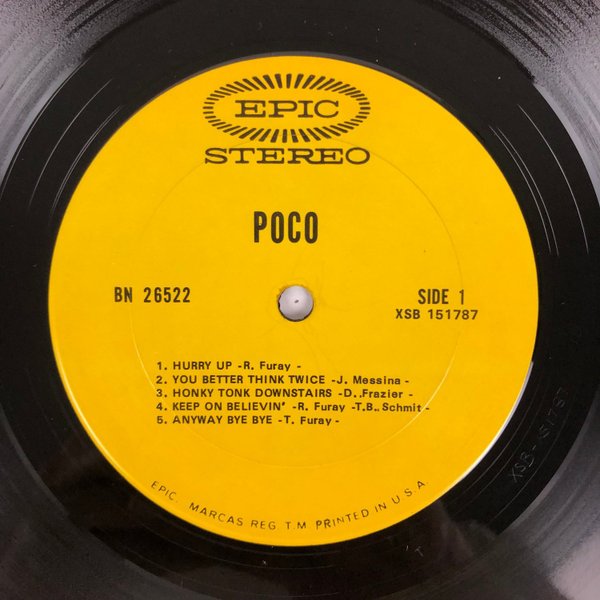 EPIC
STEREO
POCO
BN 26522
SIDE 1
XSB 151787
1. HURRY UP -R. Furay -
2. YOU BETTER THINK TWICE -J. Messina -
3. HONKY TONK DOWNSTAIRS -D..Frazier -
4. KEEP ON BELIEVIN' -R. Furay -T.B.. Schmit -
5. ANYWAY BYE BYE -T. Furay -
EPIC. MARCAS REG. T.M. PRINTED IN U.S.A.
XSB-151787
T